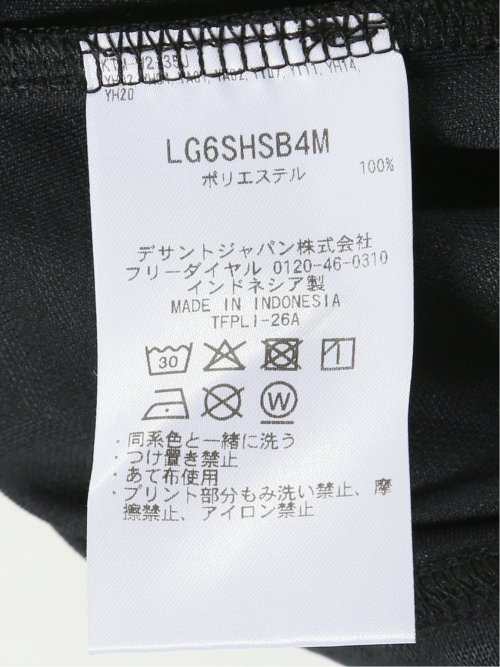 YH20
LG6SHSB4M
ポリエステル 100%
デサントジャパン株式会社
フリーダイヤル 0120-46-0310
インドネシア製
MADE IN INDONESIA
TFPLI-26A
30
W
・同系色と一緒に洗う
・つけ置き禁止
・あて布使用
・プリント部分もみ洗い禁止、摩
擦禁止、アイロン禁止